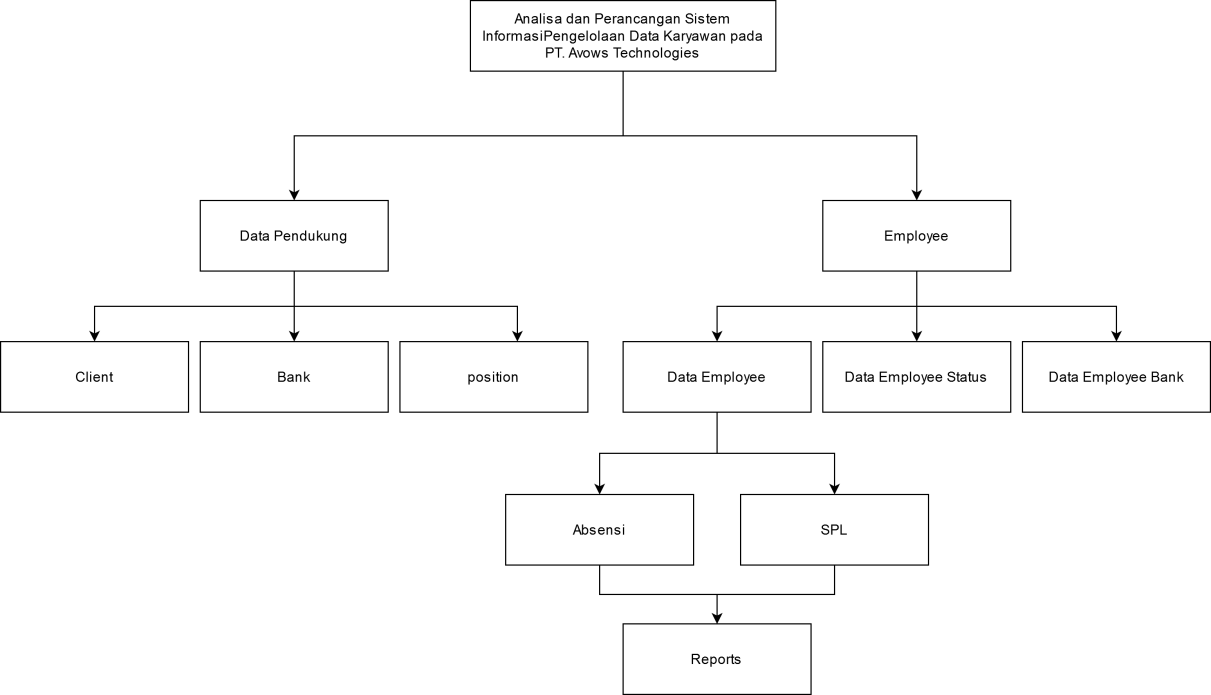 Analisa dan Perancangan Sistem
InformasiPengelolaan Data Karyawan pada
PT. Avows Technologies
Data Pendukung
Employee
Client
Bank
position
Data Employee
Data Employee Status
Data Employee Bank
Absensi
SPL
Reports